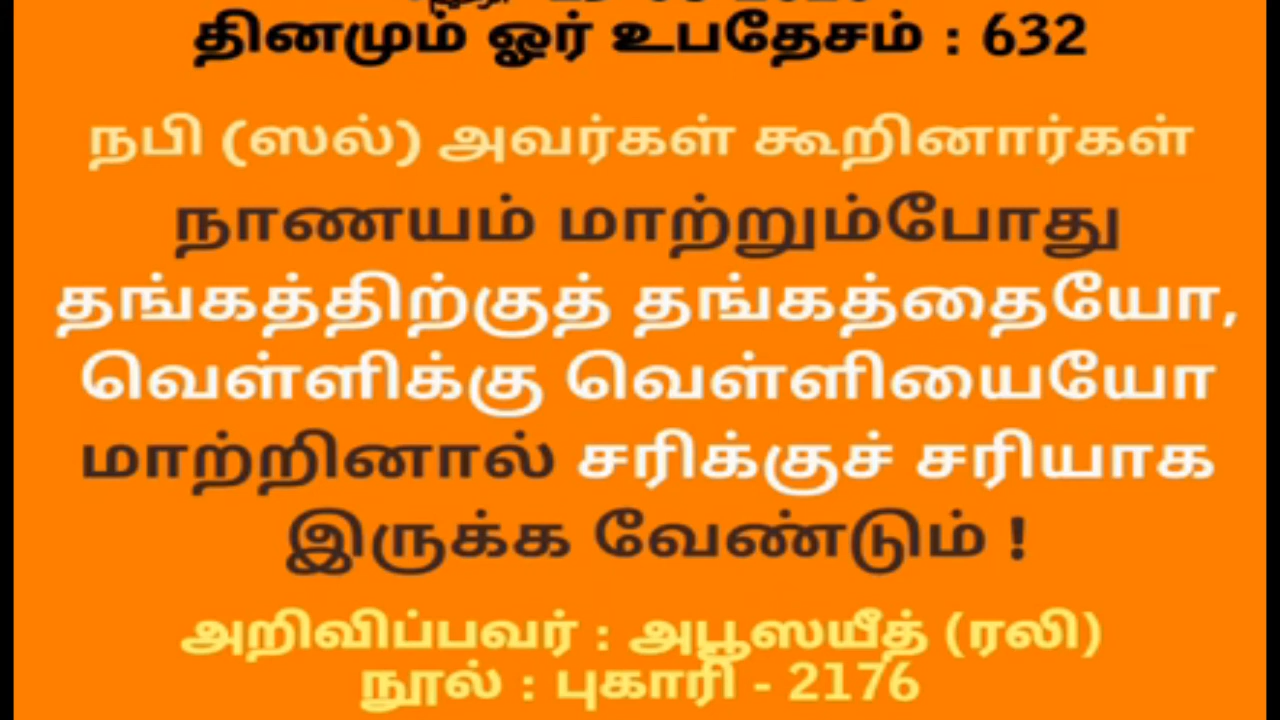 தினமும் ஓர் உபதேசம் : 632
நபி (ஸல்) அவர்கள் கூறினார்கள்
நாணயம் மாற்றும்போது
தங்கத்திற்குத் தங்கத்தையோ,
வெள்ளிக்கு வெள்ளியையோ
மாற்றினால் சரிக்குச் சரியாக
இருக்க வேண்டும் !
அறிவிப்பவர் : அபூஸயீத் (ரலி)
நூல் : புகாரி - 2176